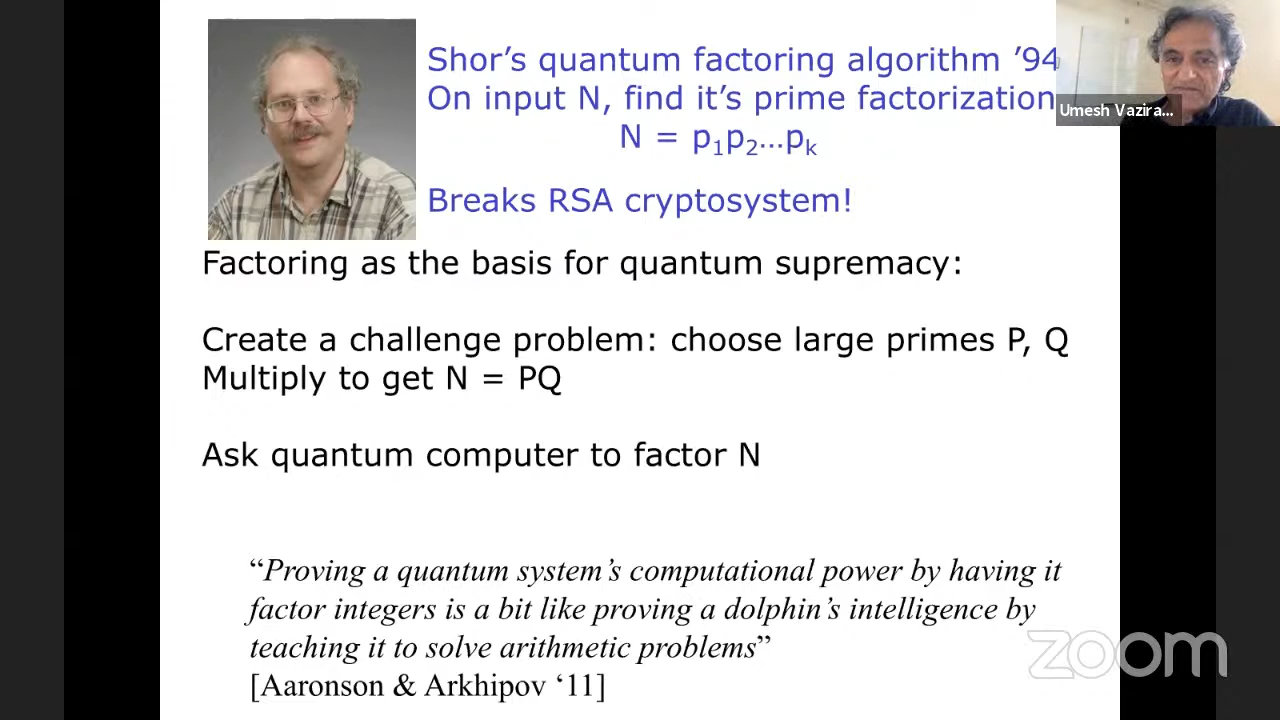 Shor’s quantum factoring algorithm ’94
On input N, find it’s prime factorization
N = p₁p₂…pₖ
Breaks RSA cryptosystem!
Umesh Vazira...
Factoring as the basis for quantum supremacy:
Create a challenge problem: choose large primes P, Q
Multiply to get N = PQ
Ask quantum computer to factor N
“Proving a quantum system’s computational power by having it
factor integers is a bit like proving a dolphin’s intelligence by
teaching it to solve arithmetic problems”
[Aaronson & Arkhipov ‘11]
zoom